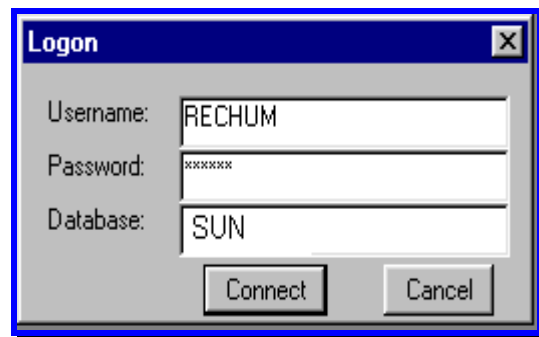 Logon
Username: RECHUM
Password: ******
Database: SUN
Connect Cancel